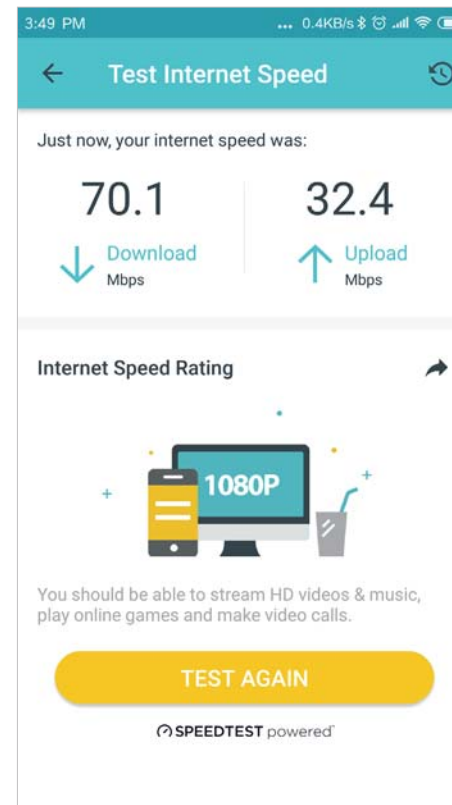 3:49 PM ... 0.4KB/s
Test Internet Speed
Just now, your internet speed was:
70.1 32.4
Download Upload
Mbps Mbps
Internet Speed Rating
1080P
You should be able to stream HD videos & music,
play online games and make video calls.
TEST AGAIN
SPEEDTEST powered